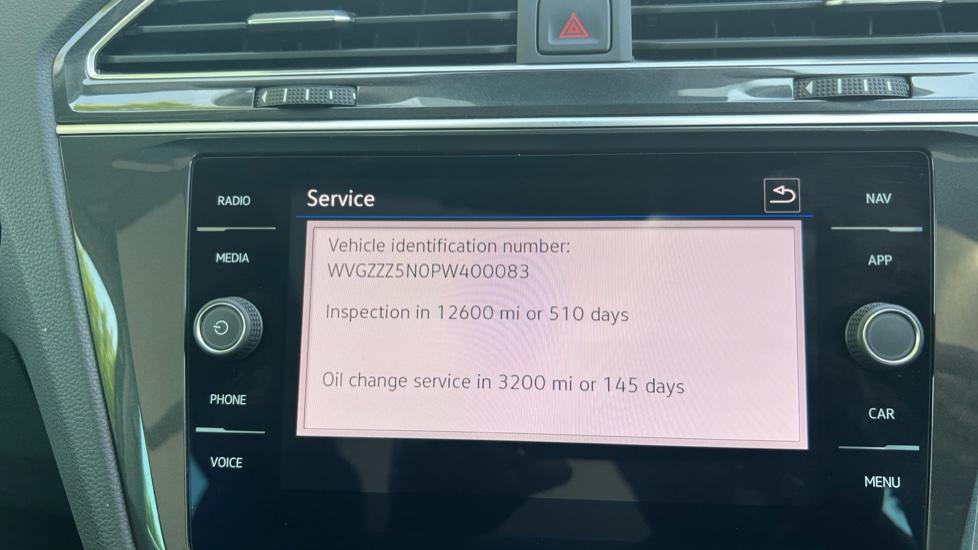 RADIO
MEDIA
PHONE
VOICE
Service
Vehicle identification number:
WVGZZZ5N0PW400083
Inspection in 12600 mi or 510 days
Oil change service in 3200 mi or 145 days
NAV
APP
CAR
MENU